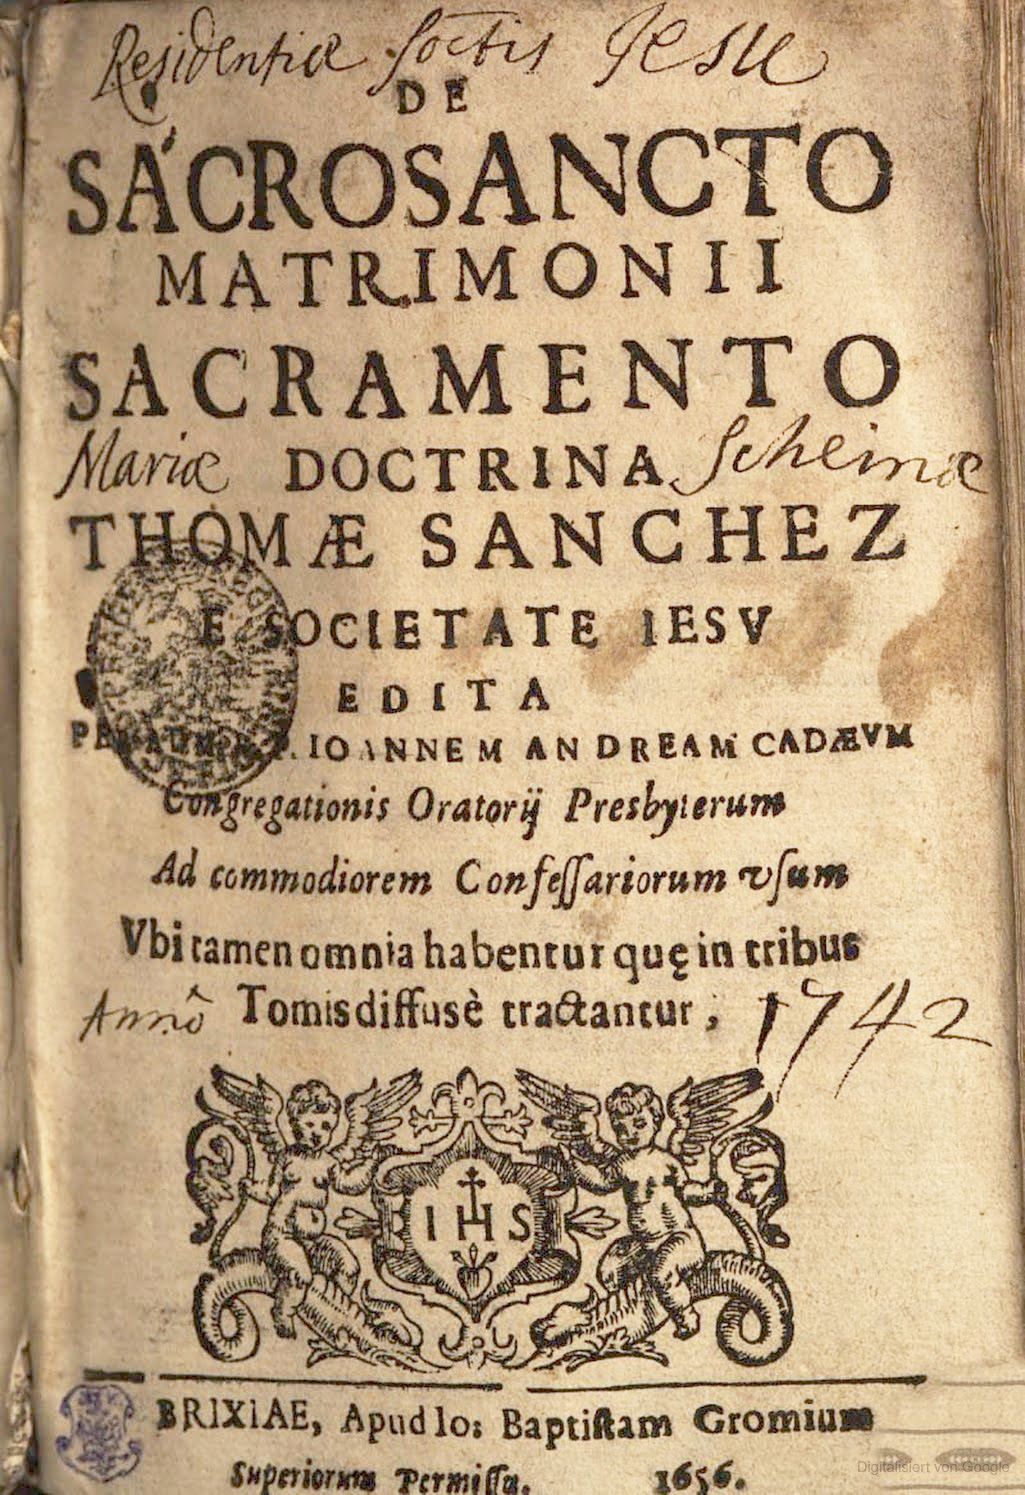 Residentiæ Soctis Jesu
DE
SACROSANCTO
MATRIMONII
SACRAMENTO
Mariæ DOCTRINA Scheinæ
THOMÆ SANCHEZ
E SOCIETATE IESV
EDITA
IOANNEM ANDREAM CADÆVM
Congregationis Oratorij Presbyterum
Ad commodiorem Confeſſariorum vſum
Vbi tamen omnia habentur quę in tribus
Annô Tomis diffusè tractantur, 1742
IHS
BRIXIAE, Apud Io: Baptiſtam Gromium
Superiorum Permiſſu. 1656.
Digitalisiert von Google